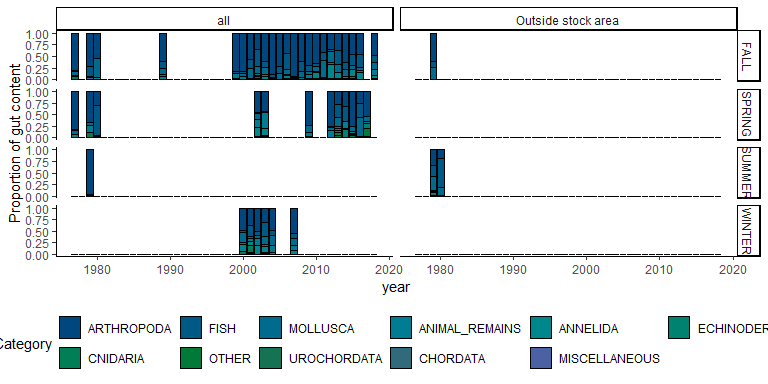 all
Outside stock area
Proportion of gut content
1.00
0.75
0.50
0.25
0.00
FALL
1.00
0.75
0.50
0.25
0.00
SPRING
1.00
0.75
0.50
0.25
0.00
SUMMER
1.00
0.75
0.50
0.25
0.00
WINTER
1980 1990 2000 2010 2020
1980 1990 2000 2010 2020
year
Category
ARTHROPODA FISH MOLLUSCA ANIMAL_REMAINS ANNELIDA ECHINODER
CNIDARIA OTHER UROCHORDATA CHORDATA MISCELLANEOUS